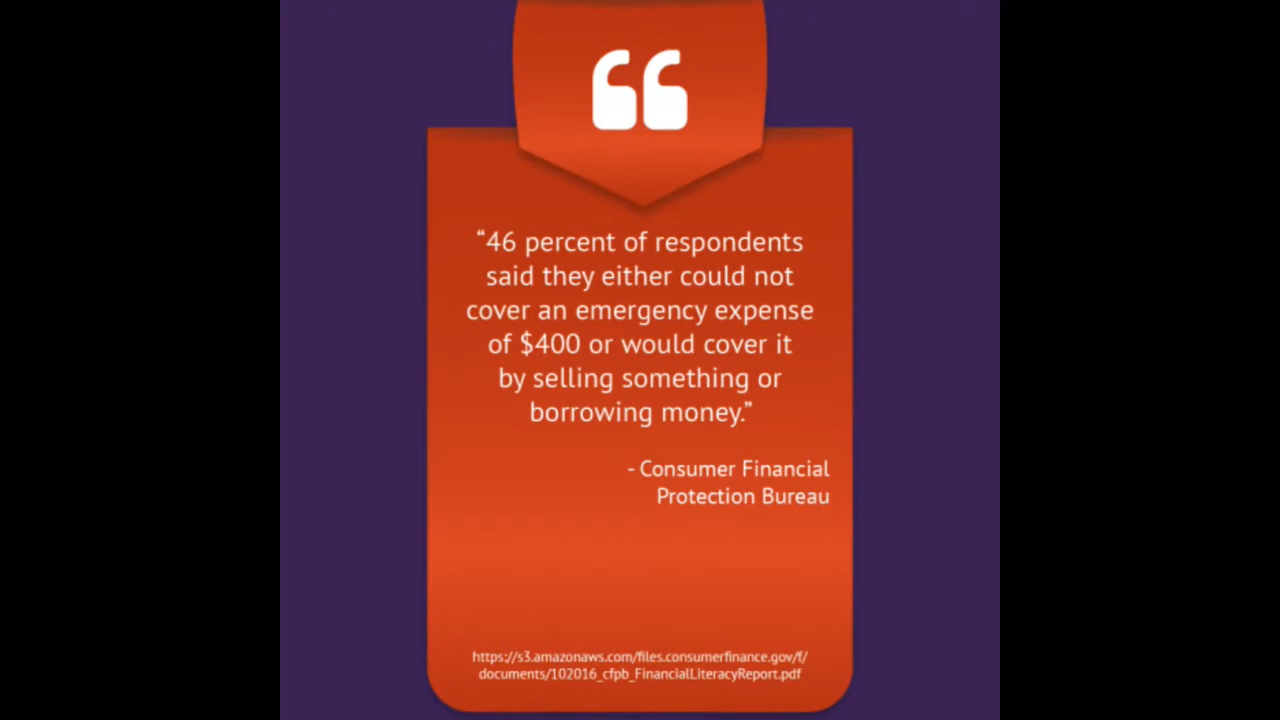 “46 percent of respondents
said they either could not
cover an emergency expense
of $400 or would cover it
by selling something or
borrowing money.”
- Consumer Financial
Protection Bureau
https://s3.amazonaws.com/files.consumerfinance.gov/f/
documents/102016_cfpb_FinancialLiteracyReport.pdf